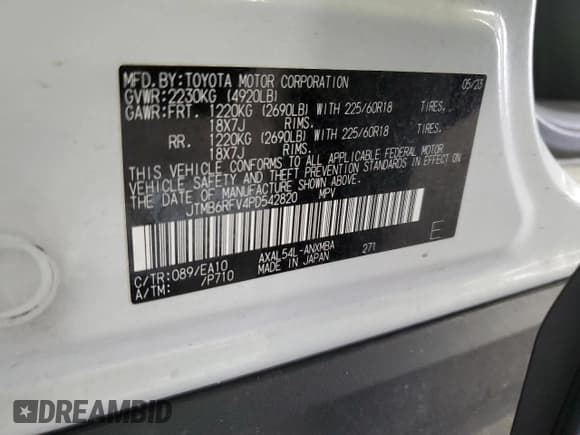 MFD.BY:TOYOTA MOTOR CORPORATION 05/23
GVWR:2230KG (4920LB)
GAWR:FRT. 1220KG (2690LB) WITH 225/60R18 TIRES,
18X7J RIMS,
RR. 1220KG (2690LB) WITH 225/60R18 TIRES,
18X7J RIMS,
THIS VEHICLE CONFORMS TO ALL APPLICABLE FEDERAL MOTOR
VEHICLE SAFETY AND THEFT PREVENTION STANDARDS IN EFFECT ON
THE DATE OF MANUFACTURE SHOWN ABOVE.
JTMB6RFV4PD542820 MPV
C/TR:089/EA10 AXAL54L-ANXMBA 271 E
A/TM: /P710 MADE IN JAPAN
DREAMBID